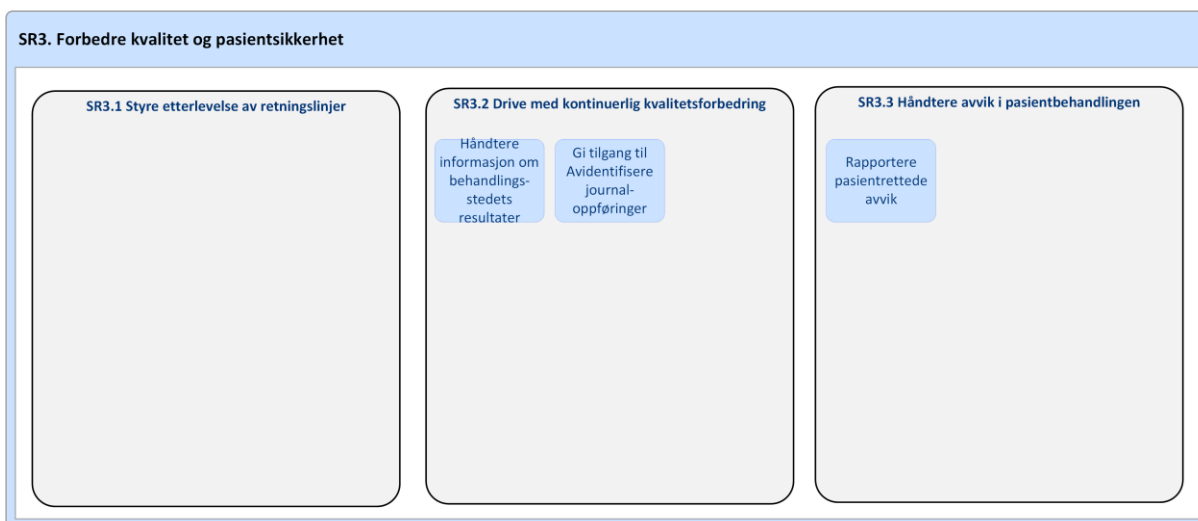 SR3. Forbedre kvalitet og pasientsikkerhet
SR3.1 Styre etterlevelse av retningslinjer
SR3.2 Drive med kontinuerlig kvalitetsforbedring
Håndtere
informasjon om
behandlings-
stedets
resultater
Gi tilgang til
Avidentifisere
journal-
oppføringer
SR3.3 Håndtere avvik i pasientbehandlingen
Rapportere
pasientrettede
avvik